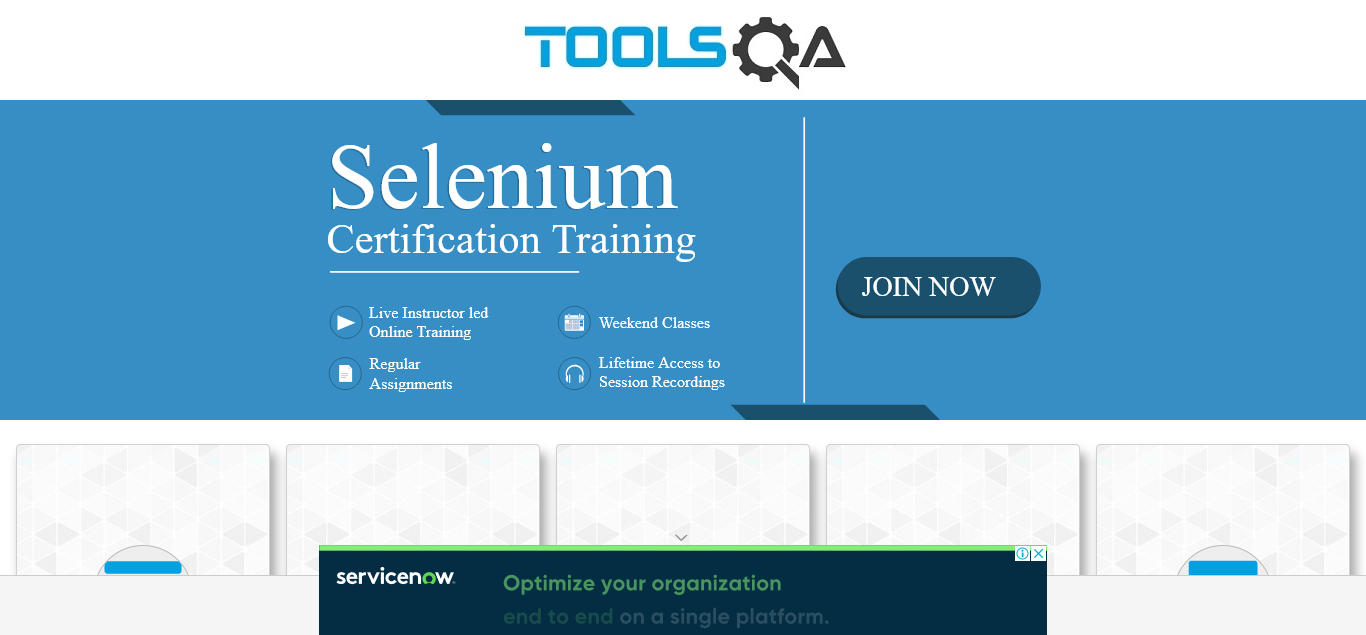 TOOLSQA
Selenium
Certification Training
Live Instructor led
Online Training
Weekend Classes
Regular
Assignments
Lifetime Access to
Session Recordings
JOIN NOW
servicenow
Optimize your organization
end to end on a single platform.